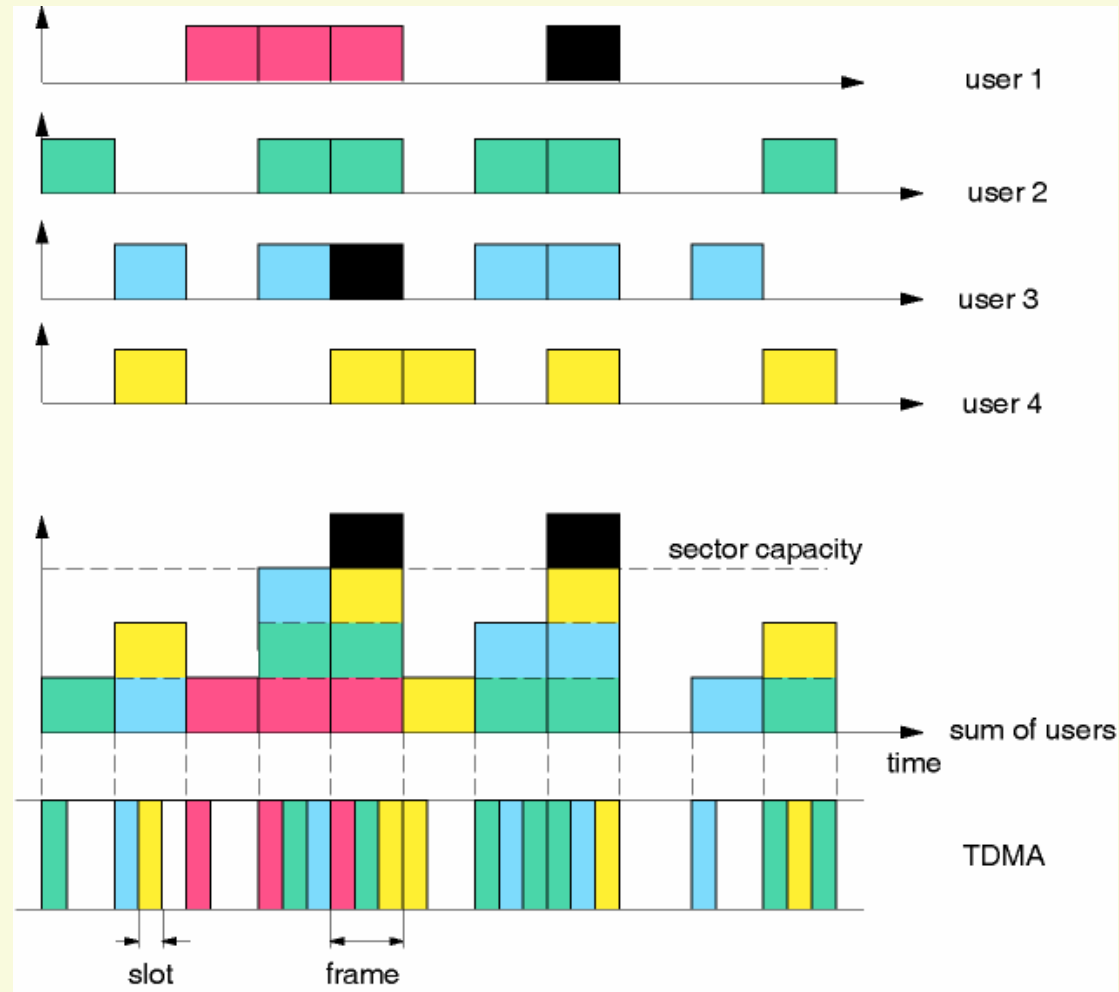 user 1
user 2
user 3
user 4
sector capacity
sum of users
time
TDMA
slot
frame